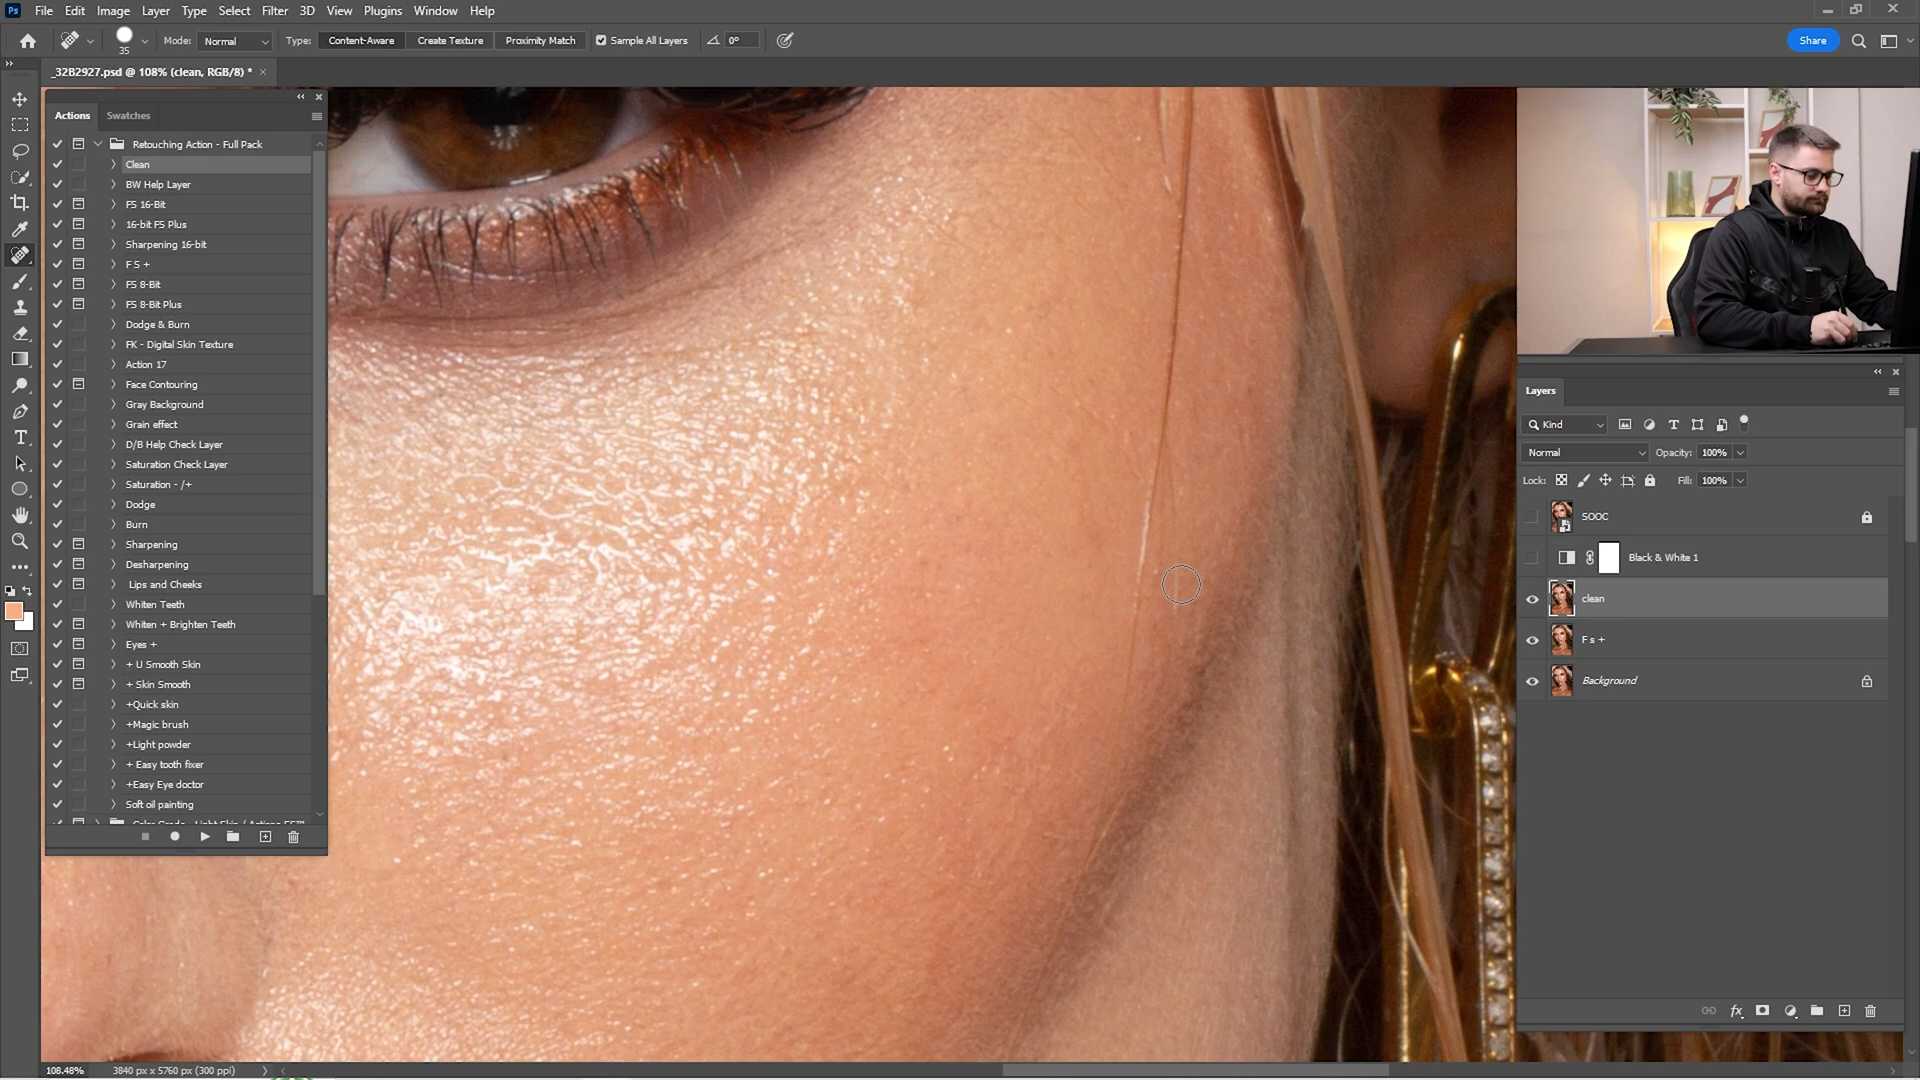 Ps File Edit Image Layer Type Select Filter 3D View Plugins Window Help
35 Mode: Normal Type: Content-Aware Create Texture Proximity Match Sample All Layers 0° Share
_32B2927.psd @ 108% (clean, RGB/8) *
Actions Swatches
Retouching Action - Full Pack
Clean
BW Help Layer
FS 16-Bit
16-bit FS Plus
Sharpening 16-bit
F S +
FS 8-Bit
FS 8-Bit Plus
Dodge & Burn
FK - Digital Skin Texture
Action 17
Face Contouring
Gray Background
Grain effect
D/B Help Check Layer
Saturation Check Layer
Saturation - /+
Dodge
Burn
Sharpening
Desharpening
Lips and Cheeks
Whiten Teeth
Whiten + Brighten Teeth
Eyes +
+ U Smooth Skin
+ Skin Smooth
+Quick skin
+Magic brush
+Light powder
+ Easy tooth fixer
+Easy Eye doctor
Soft oil painting
Layers
Kind
Normal Opacity: 100%
Lock: Fill: 100%
SOOC
Black & White 1
clean
F s +
Background
108.48% 3840 px x 5760 px (300 ppi)